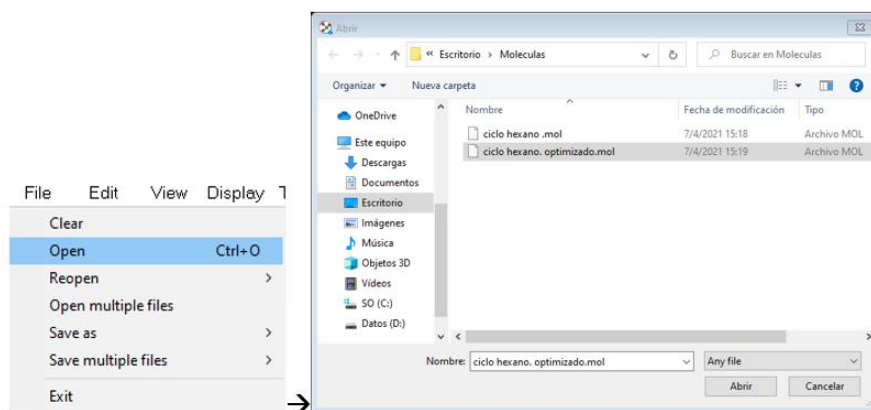 File Edit View Display T
Clear
Open Ctrl+O
Reopen >
Open multiple files
Save as >
Save multiple files >
Exit
→
Abrir
« Escritorio > Moleculas
Buscar en Moleculas
Organizar Nueva carpeta
OneDrive
Este equipo
Descargas
Documentos
Escritorio
Imágenes
Música
Objetos 3D
Vídeos
SO (C:)
Datos (D:)
Nombre Fecha de modificación Tipo
ciclo hexano .mol 7/4/2021 15:18 Archivo MOL
ciclo hexano. optimizado.mol 7/4/2021 15:19 Archivo MOL
Nombre: ciclo hexano. optimizado.mol Any file
Abrir Cancelar